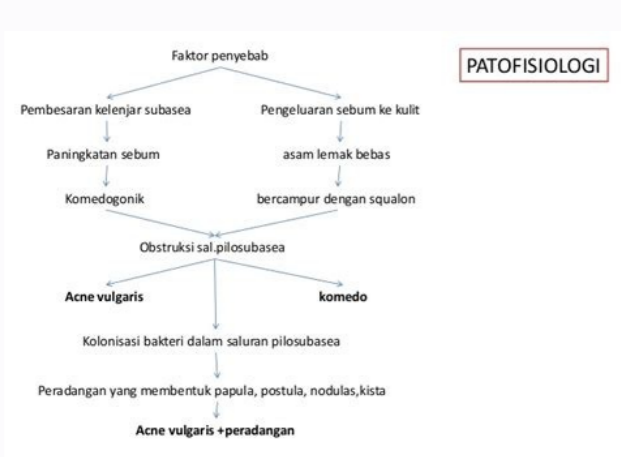 Faktor penyebab
PATOFISIOLOGI
Pembesaran kelenjar subasea
Pengeluaran sebum ke kulit
Paningkatan sebum
asam lemak bebas
Komedogonik
bercampur dengan squalon
Obstruksi sal.pilosubasea
Acne vulgaris
komedo
Kolonisasi bakteri dalam saluran pilosubasea
Peradangan yang membentuk papula, postula, nodulas,kista
Acne vulgaris +peradangan